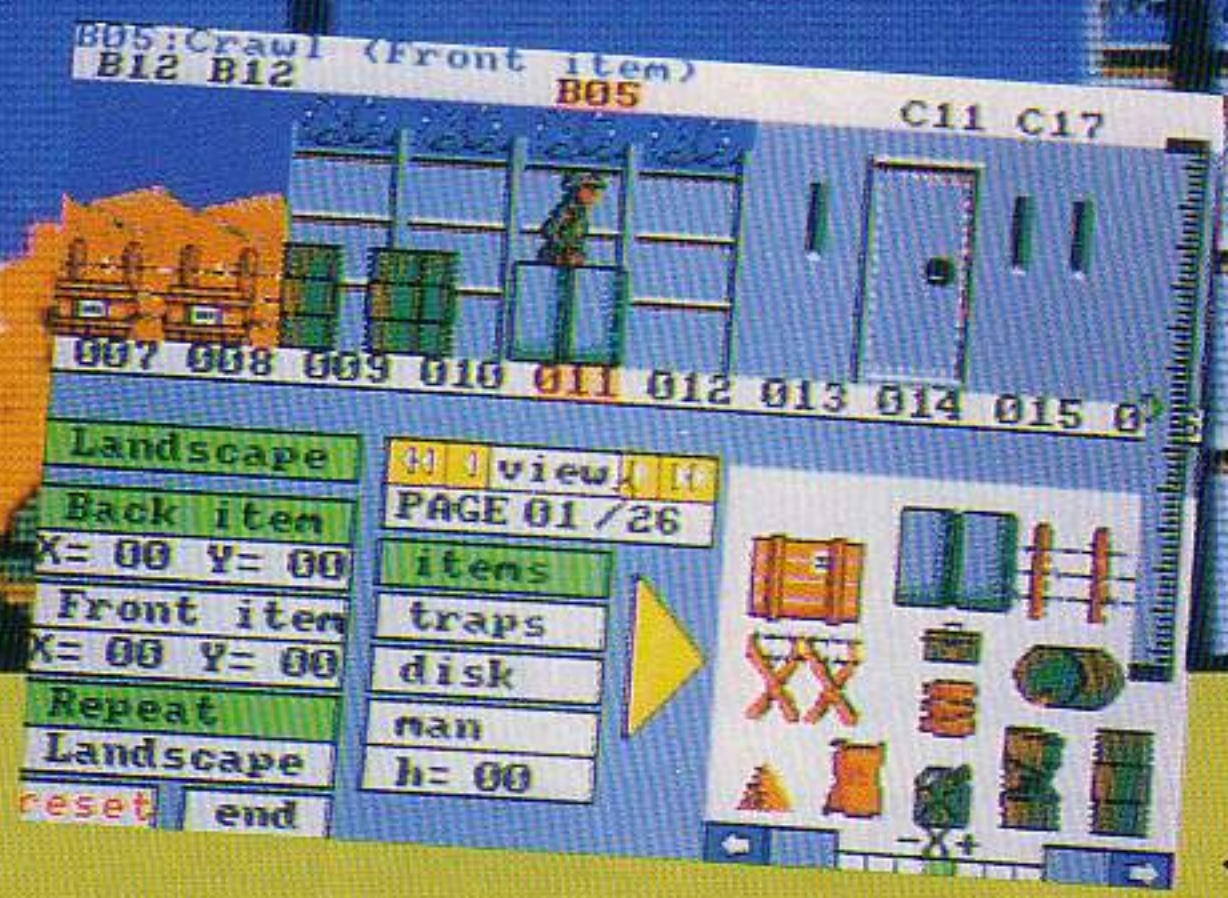 B05:Crawl (Front item)
B12 B12 B05 C11 C17
007 008 009 010 011 012 013 014 015 0
Landscape
view
Back item
PAGE 01/26
X= 00 Y= 00
items
Front item
traps
X= 00 Y= 00
disk
Repeat
man
Landscape
h= 00
reset
end
-X+